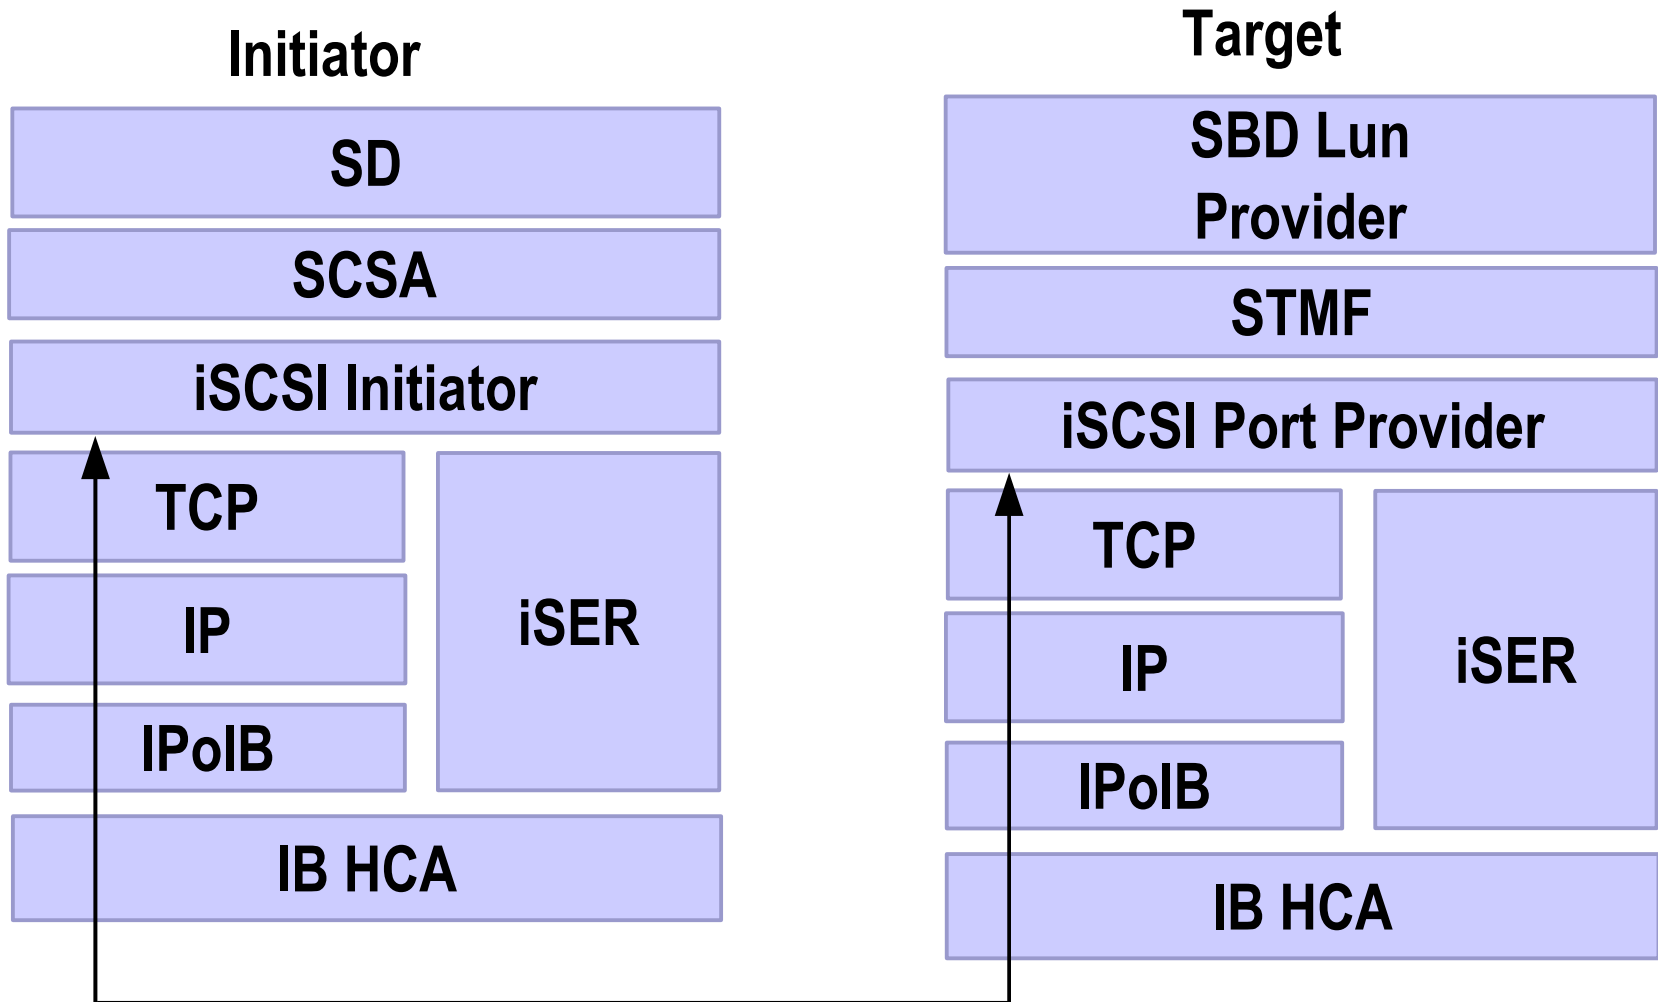 Initiator
SD
SCSA
iSCSI Initiator
TCP
IP
IPoIB
iSER
IB HCA
Target
SBD Lun
Provider
STMF
iSCSI Port Provider
TCP
IP
IPoIB
iSER
IB HCA